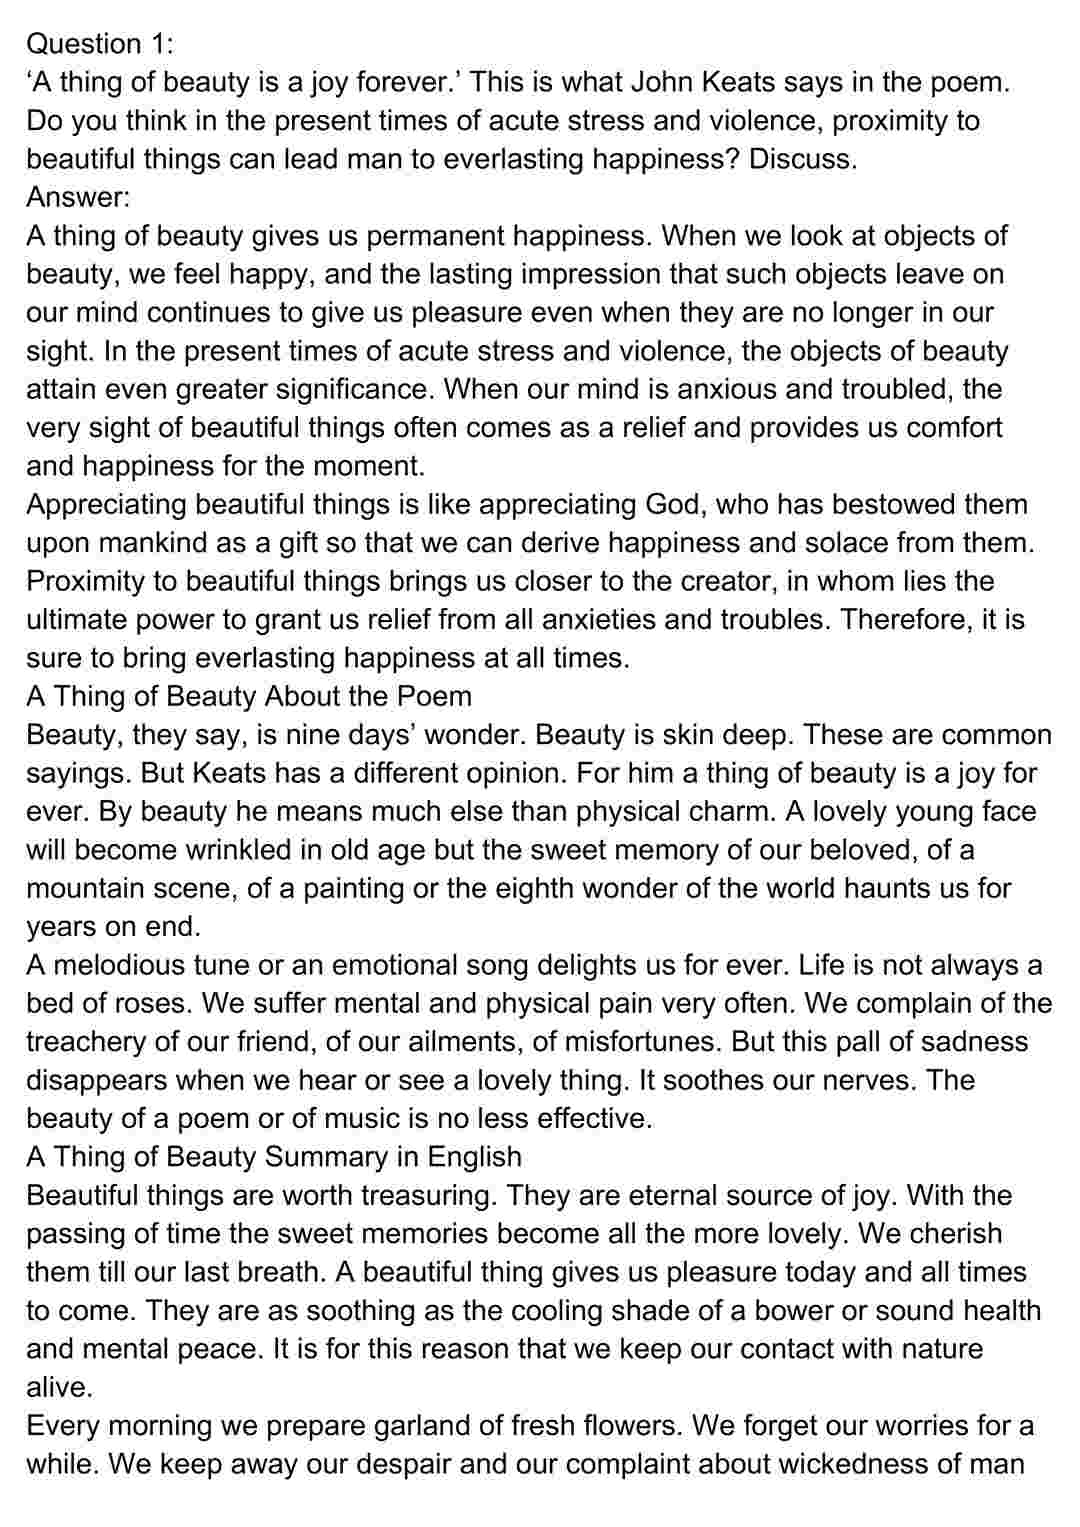 Question 1:
‘A thing of beauty is a joy forever.’ This is what John Keats says in the poem.
Do you think in the present times of acute stress and violence, proximity to
beautiful things can lead man to everlasting happiness? Discuss.
Answer:
A thing of beauty gives us permanent happiness. When we look at objects of
beauty, we feel happy, and the lasting impression that such objects leave on
our mind continues to give us pleasure even when they are no longer in our
sight. In the present times of acute stress and violence, the objects of beauty
attain even greater significance. When our mind is anxious and troubled, the
very sight of beautiful things often comes as a relief and provides us comfort
and happiness for the moment.
Appreciating beautiful things is like appreciating God, who has bestowed them
upon mankind as a gift so that we can derive happiness and solace from them.
Proximity to beautiful things brings us closer to the creator, in whom lies the
ultimate power to grant us relief from all anxieties and troubles. Therefore, it is
sure to bring everlasting happiness at all times.
A Thing of Beauty About the Poem
Beauty, they say, is nine days’ wonder. Beauty is skin deep. These are common
sayings. But Keats has a different opinion. For him a thing of beauty is a joy for
ever. By beauty he means much else than physical charm. A lovely young face
will become wrinkled in old age but the sweet memory of our beloved, of a
mountain scene, of a painting or the eighth wonder of the world haunts us for
years on end.
A melodious tune or an emotional song delights us for ever. Life is not always a
bed of roses. We suffer mental and physical pain very often. We complain of the
treachery of our friend, of our ailments, of misfortunes. But this pall of sadness
disappears when we hear or see a lovely thing. It soothes our nerves. The
beauty of a poem or of music is no less effective.
A Thing of Beauty Summary in English
Beautiful things are worth treasuring. They are eternal source of joy. With the
passing of time the sweet memories become all the more lovely. We cherish
them till our last breath. A beautiful thing gives us pleasure today and all times
to come. They are as soothing as the cooling shade of a bower or sound health
and mental peace. It is for this reason that we keep our contact with nature
alive.
Every morning we prepare garland of fresh flowers. We forget our worries for a
while. We keep away our despair and our complaint about wickedness of man